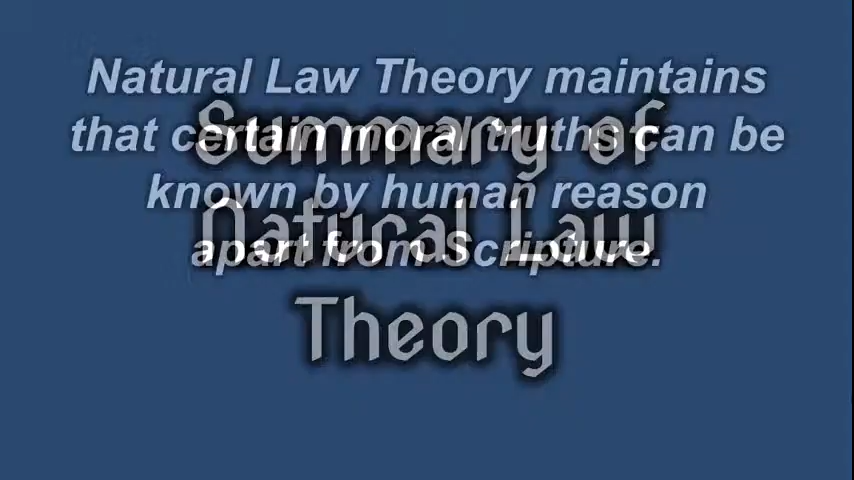 Natural Law Theory maintains
that certain moral truths can be
known by human reason
apart from Scripture.
Summary of
Natural Law
Theory